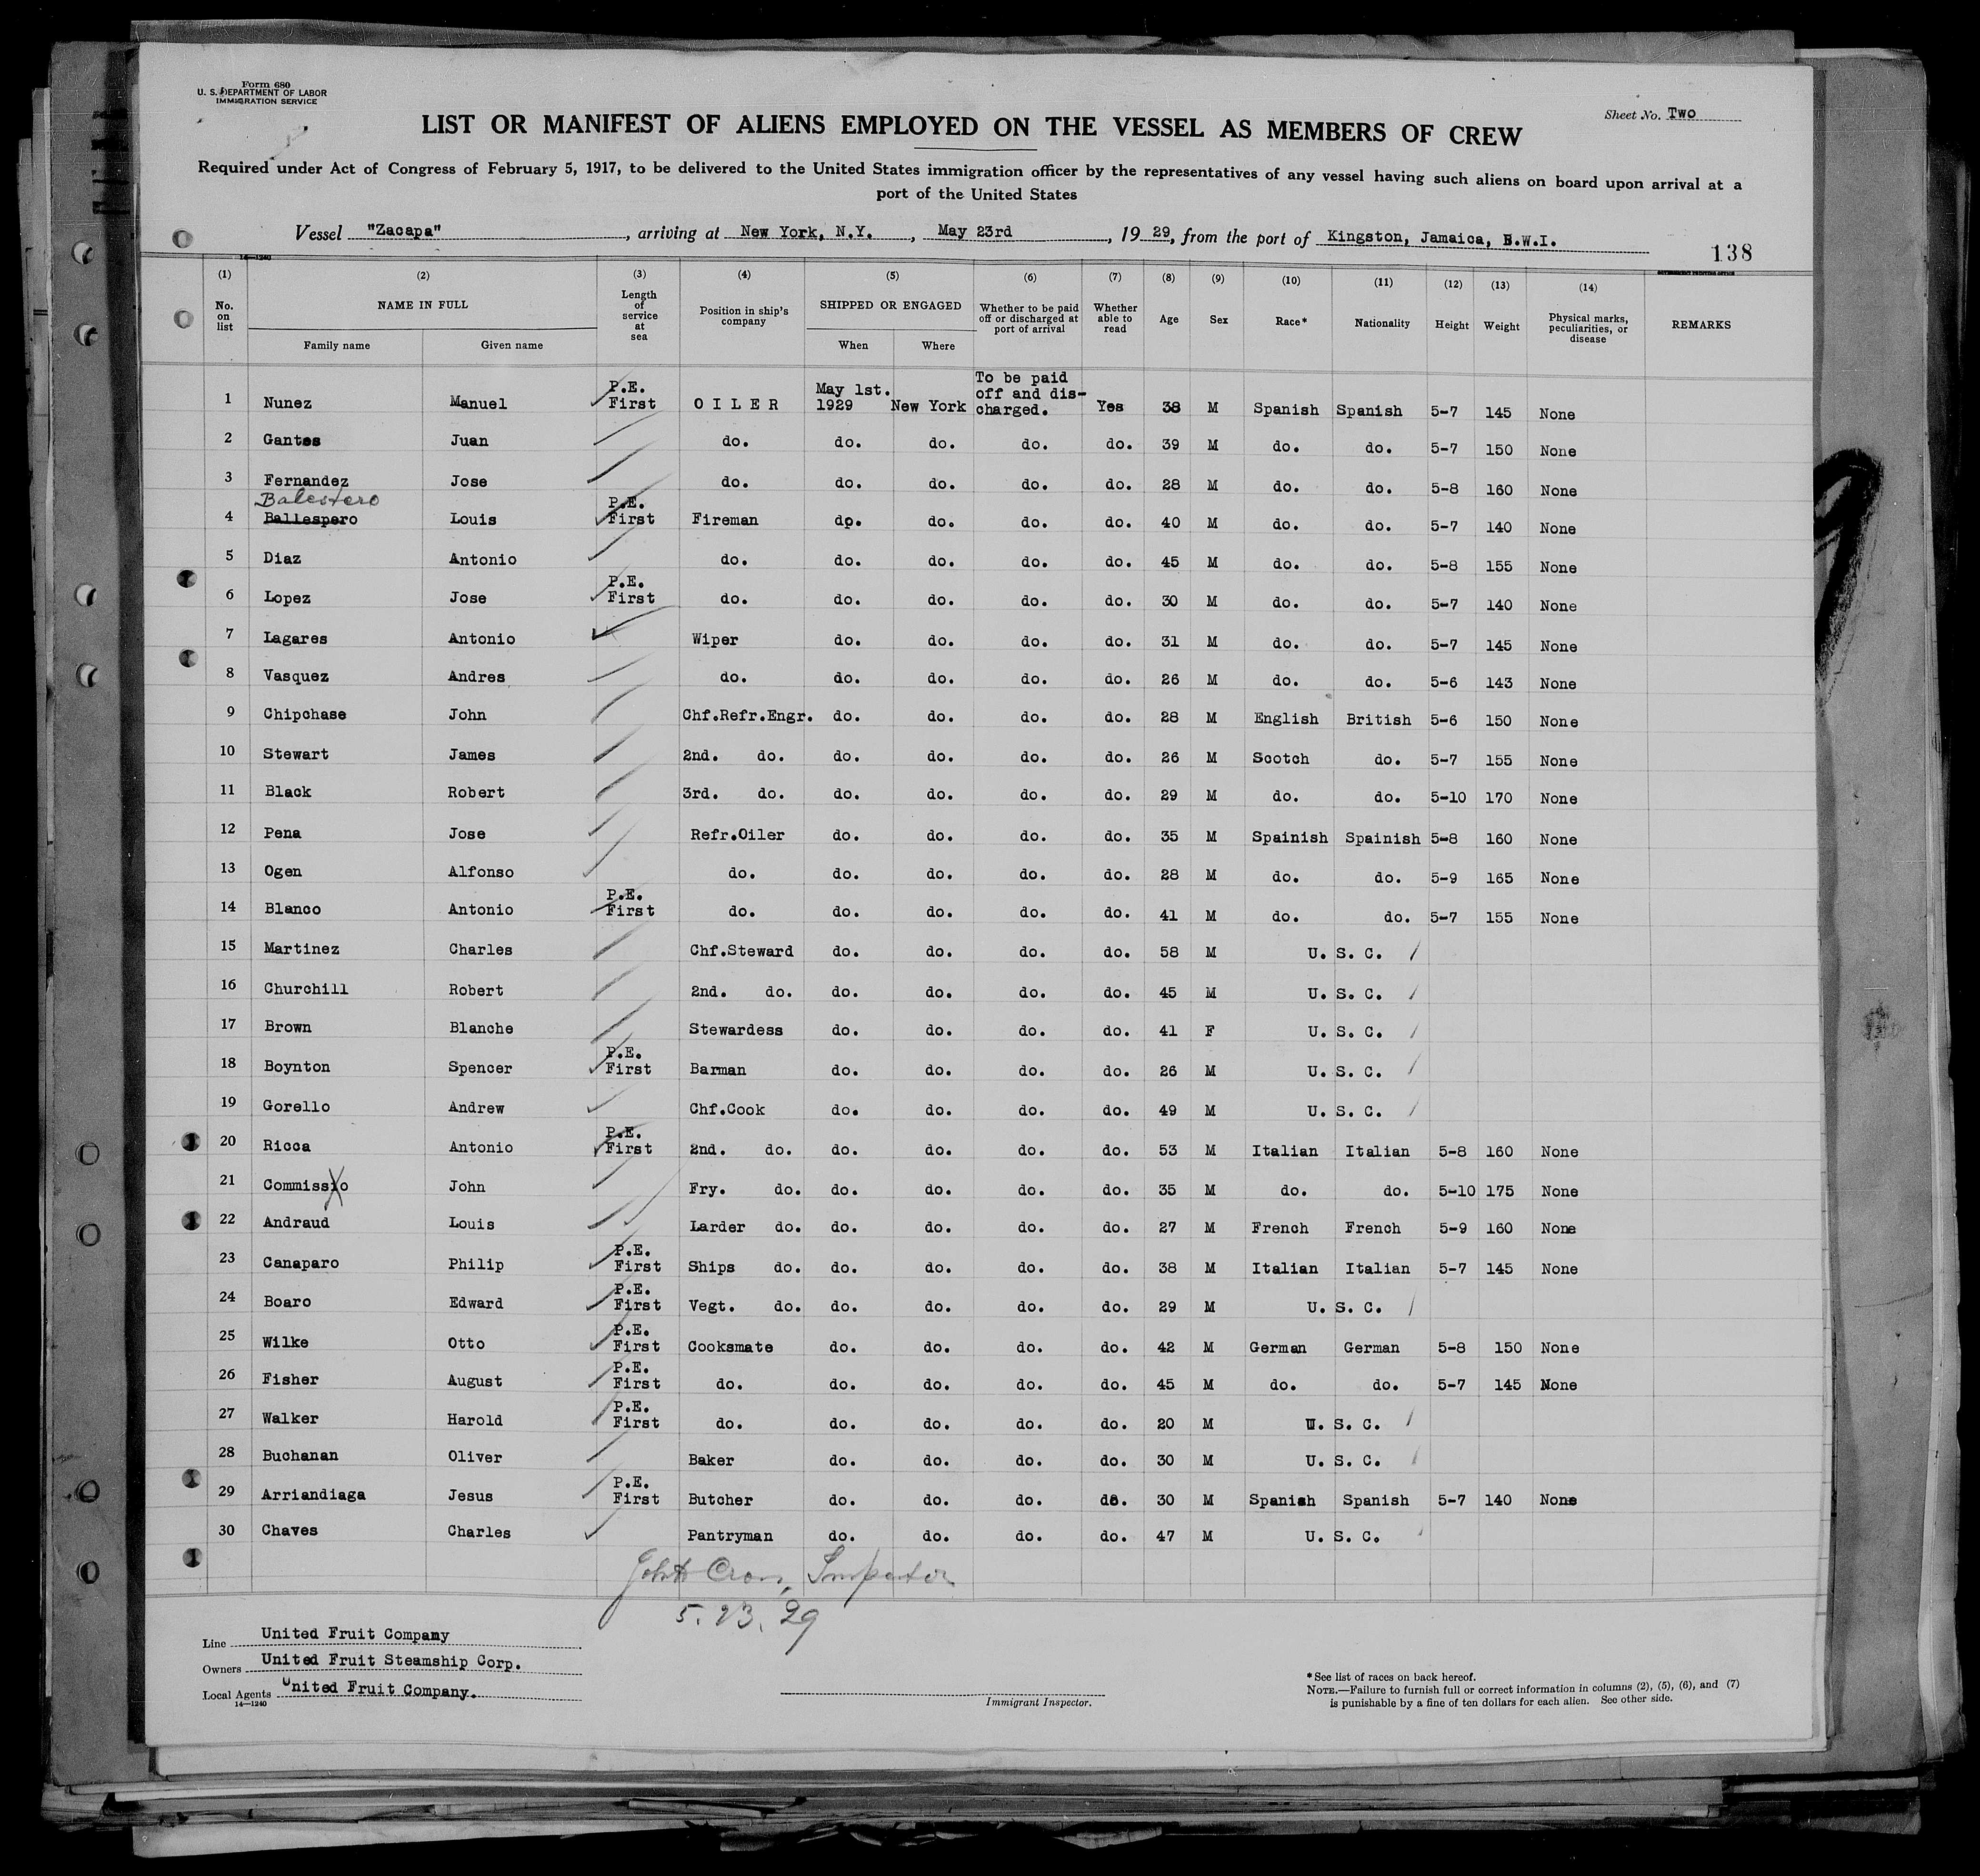 Form 680
U. S. DEPARTMENT OF LABOR
IMMIGRATION SERVICE
Sheet No. Two
LIST OR MANIFEST OF ALIENS EMPLOYED ON THE VESSEL AS MEMBERS OF CREW
Required under Act of Congress of February 5, 1917, to be delivered to the United States immigration officer by the representatives of any vessel having such aliens on board upon arrival at a
port of the United States
Vessel "Zacapa", arriving at New York, N.Y., May 23rd, 1929, from the port of Kingston, Jamaica, B.W.I.
138
14—1240
GOVERNMENT PRINTING OFFICE
(1) (2) (3) (4) (5) (6) (7) (8) (9) (10) (11) (12) (13) (14)
No. on list NAME IN FULL Family name Given name Length of service at sea Position in ship's company SHIPPED OR ENGAGED When Where Whether to be paid off or discharged at port of arrival Whether able to read Age Sex Race* Nationality Height Weight Physical marks, peculiarities, or disease REMARKS
1 Nunez Manuel P.E. First OILER May 1st. 1929 New York To be paid off and dis-charged. Yes 38 M Spanish Spanish 5-7 145 None
2 Gantes Juan do. do. do. do. do. 39 M do. do. 5-7 150 None
3 Fernandez Jose do. do. do. do. do. 28 M do. do. 5-8 160 None
Balestero
4 Ballespero Louis P.E. First Fireman do. do. do. do. 40 M do. do. 5-7 140 None
5 Diaz Antonio do. do. do. do. do. 45 M do. do. 5-8 155 None
6 Lopez Jose P.E. First do. do. do. do. do. 30 M do. do. 5-7 140 None
7 Lagares Antonio Wiper do. do. do. do. 31 M do. do. 5-7 145 None
8 Vasquez Andres do. do. do. do. do. 26 M do. do. 5-6 143 None
9 Chipchase John Chf.Refr.Engr. do. do. do. do. 28 M English British 5-6 150 None
10 Stewart James 2nd. do. do. do. do. do. 26 M Scotch do. 5-7 155 None
11 Black Robert 3rd. do. do. do. do. do. 29 M do. do. 5-10 170 None
12 Pena Jose Refr.Oiler do. do. do. do. 35 M Spainish Spainish 5-8 160 None
13 Ogen Alfonso do. do. do. do. do. 28 M do. do. 5-9 165 None
14 Blanco Antonio P.E. First do. do. do. do. do. 41 M do. do. 5-7 155 None
15 Martinez Charles Chf.Steward do. do. do. do. 58 M U. S. C.
16 Churchill Robert 2nd. do. do. do. do. do. 45 M U. S. C.
17 Brown Blanche Stewardess do. do. do. do. 41 F U. S. C.
18 Boynton Spencer P.E. First Barman do. do. do. do. 26 M U. S. C.
19 Gorello Andrew Chf.Cook do. do. do. do. 49 M U. S. C.
20 Ricca Antonio P.E. First 2nd. do. do. do. do. do. 53 M Italian Italian 5-8 160 None
21 Commissio John Fry. do. do. do. do. do. 35 M do. do. 5-10 175 None
22 Andraud Louis Larder do. do. do. do. do. 27 M French French 5-9 160 None
23 Canaparo Philip P.E. First Ships do. do. do. do. do. 38 M Italian Italian 5-7 145 None
24 Boaro Edward P.E. First Vegt. do. do. do. do. do. 29 M U. S. C.
25 Wilke Otto P.E. First Cooksmate do. do. do. do. 42 M German German 5-8 150 None
26 Fisher August P.E. First do. do. do. do. do. 45 M do. do. 5-7 145 None
27 Walker Harold P.E. First do. do. do. do. do. 20 M U. S. C.
28 Buchanan Oliver Baker do. do. do. do. 30 M U. S. C.
29 Arriandiaga Jesus P.E. First Butcher do. do. do. do. 30 M Spanish Spanish 5-7 140 None
30 Chaves Charles Pantryman do. do. do. do. 47 M U. S. C.
Inspector
5. 23. 29
Line United Fruit Company
Owners United Fruit Steamship Corp.
Local Agents United Fruit Company.
14—1240
Immigrant Inspector.
* See list of races on back hereof.
NOTE.—Failure to furnish full or correct information in columns (2), (5), (6), and (7)
is punishable by a fine of ten dollars for each alien. See other side.